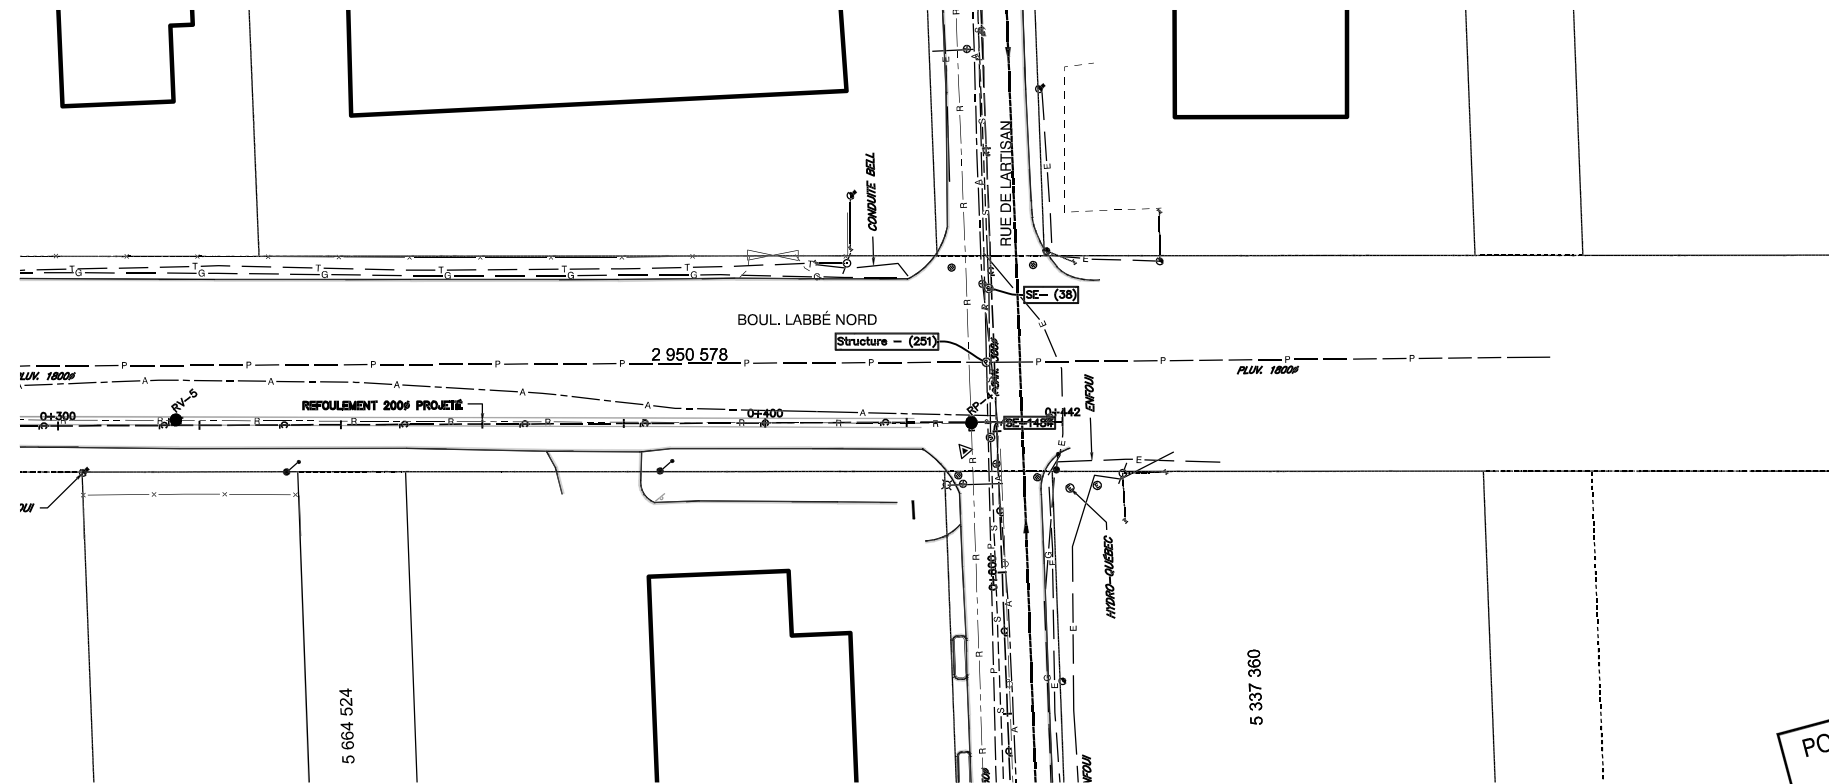 CONDUITE BELL
RUE DE LARTISAN
SE- (38)
BOUL. LABBÉ NORD
Structure - (251)
2 950 578
PLUV. 1800ø
RV-5
REFOULEMENT 200ø PROJETÉ
0+300
0+400
RP-
0+442
ENFOUI
PLUV. 1800ø
HYDRO-QUÉBEC
0+600
5 664 524
5 337 360